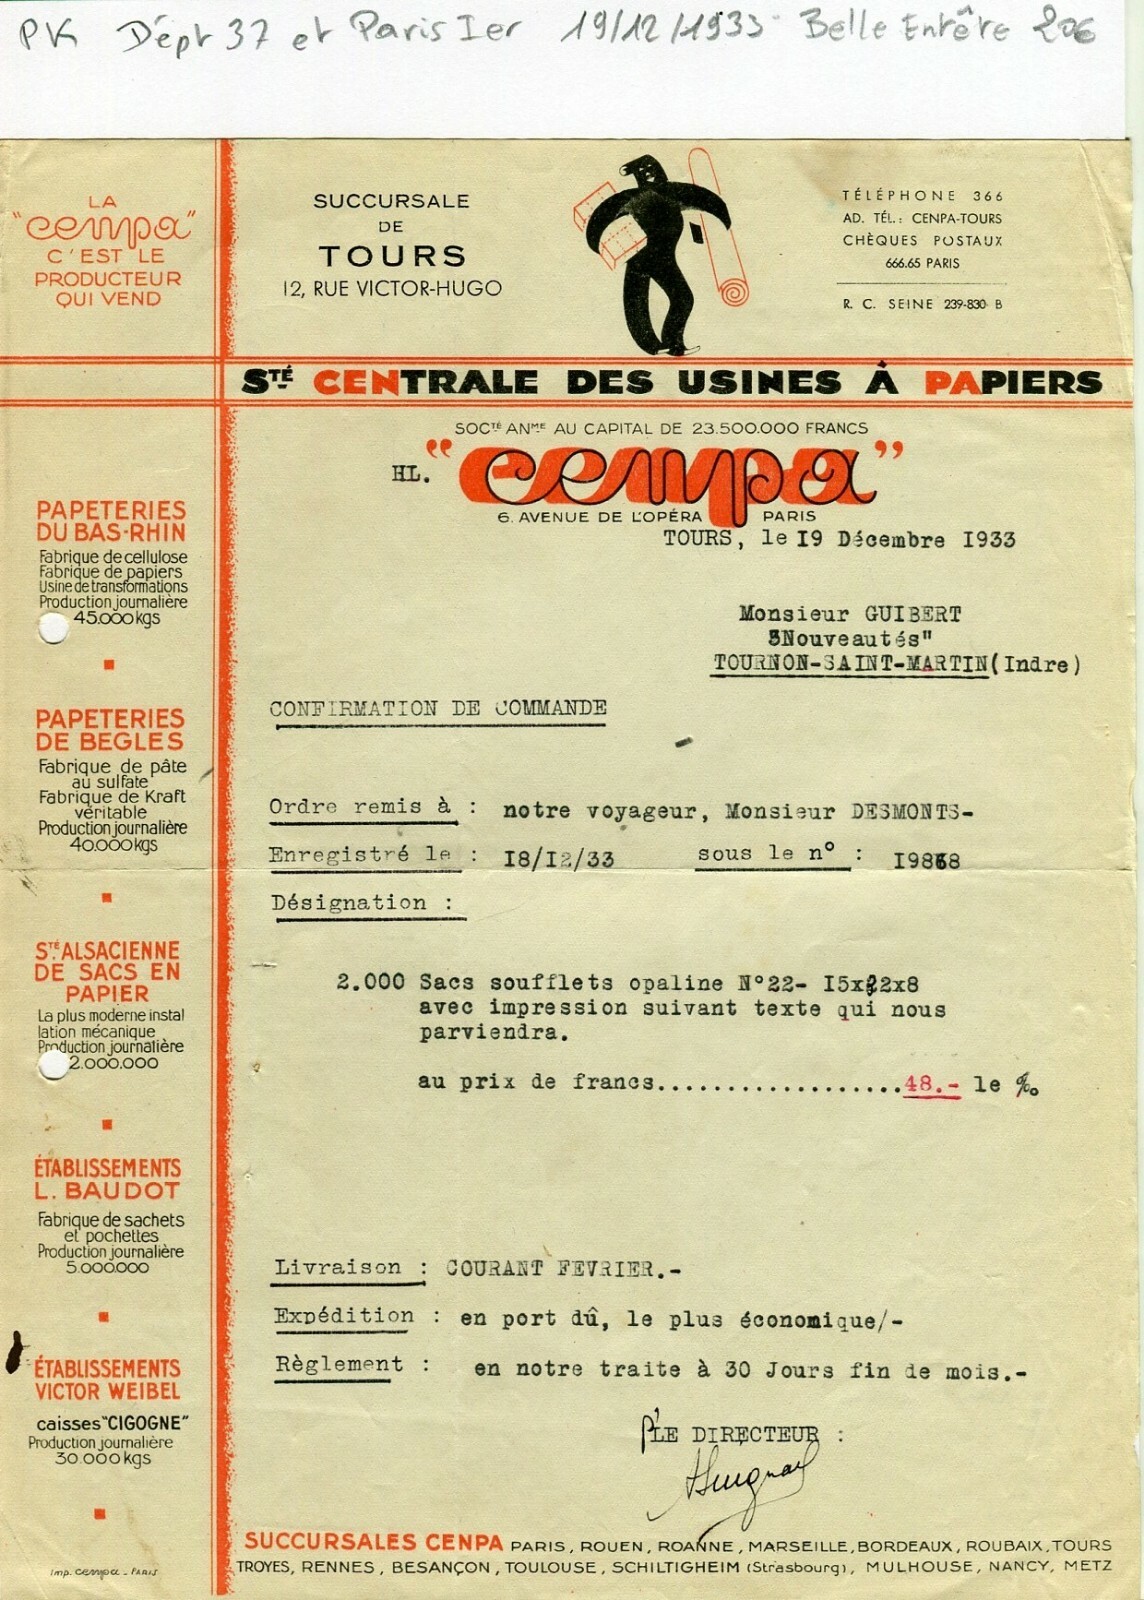 PK Dépt 37 et Paris Ier 19/12/1933 Belle Entête 20€
LA
"cenpa"
C'EST LE
PRODUCTEUR
QUI VEND
SUCCURSALE
DE
TOURS
12, RUE VICTOR-HUGO
TÉLÉPHONE 366
AD. TÉL.: CENPA-TOURS
CHÈQUES POSTAUX
666.65 PARIS
R. C. SEINE 239-830 B
STÉ CENTRALE DES USINES À PAPIERS
SOCTÉ ANME AU CAPITAL DE 23.500.000 FRANCS
HL. "cenpa"
6. AVENUE DE L'OPÉRA PARIS
TOURS, le I9 Décembre I933
Monsieur GUIBERT
Nouveautés"
TOURNON-SAINT-MARTIN(Indre)
CONFIRMATION DE COMMANDE
Ordre remis à : notre voyageur, Monsieur DESMONTS-
Enregistré le : I8/I2/33 sous le n° :
Désignation :
2.000 Sacs soufflets opaline N°22- I5x22x8
avec impression suivant texte qui nous
parviendra.
au prix de francs..................48.- le ‰
Livraison : COURANT FEVRIER.-
Expédition : en port dû, le plus économique/-
Règlement : en notre traite à 30 Jours fin de mois.-
P'LE DIRECTEUR :
PAPETERIES
DU BAS-RHIN
Fabrique de cellulose
Fabrique de papiers
Usine de transformations
Production journalière
45.000 kgs
PAPETERIES
DE BEGLES
Fabrique de pâte
au sulfate
Fabrique de Kraft
véritable
Production journalière
40.000 kgs
STÉ ALSACIENNE
DE SACS EN
PAPIER
La plus moderne instal
lation mécanique
Production journalière
2.000.000
ÉTABLISSEMENTS
L. BAUDOT
Fabrique de sachets
et pochettes
Production journalière
5.000.000
ÉTABLISSEMENTS
VICTOR WEIBEL
caisses "CIGOGNE"
Production journalière
30.000 kgs
Imp. cenpa - PARIS
SUCCURSALES CENPA PARIS, ROUEN, ROANNE, MARSEILLE, BORDEAUX, ROUBAIX, TOURS
TROYES, RENNES, BESANÇON, TOULOUSE, SCHILTIGHEIM (Strasbourg), MULHOUSE, NANCY, METZ